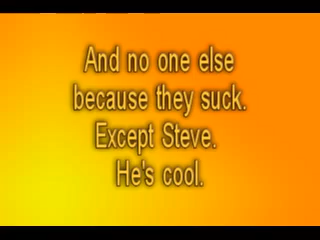 And no one else
because they suck.
Except Steve.
He's cool.